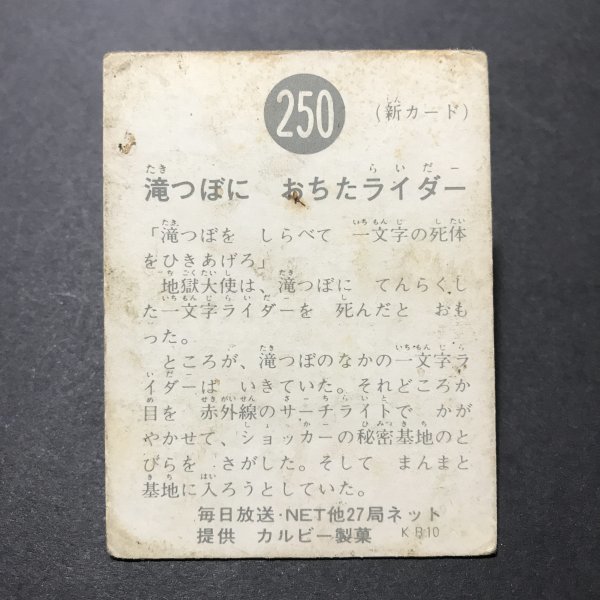 250
(新カード)
滝つぼに おちたライダー
「滝つぼを しらべて 一文字の死体
をひきあげろ」
地獄大使は、滝つぼに てんらくし
た一文字ライダーを 死んだと おも
った。
ところが、滝つぼのなかの一文字ラ
イダーは いきていた。それどころか
目を 赤外線のサーチライトで かが
やかせて、ショッカーの秘密基地のと
びらを さがした。そして まんまと
基地に入ろうとしていた。
毎日放送・NET他27局ネット
提供 カルビー製菓 KR10